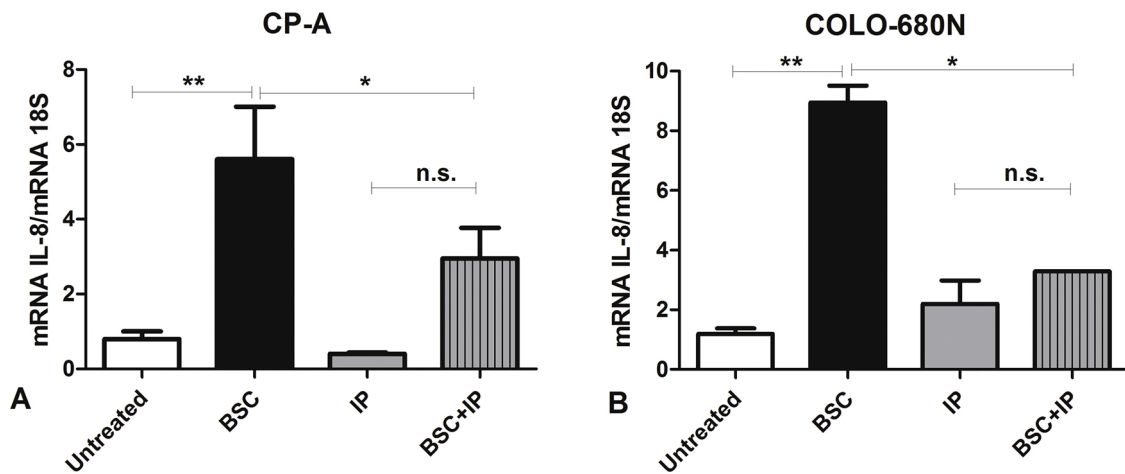 CP-A
mRNA IL-8/mRNA 18S
8
6
4
2
0
**
*
n.s.
Untreated
BSC
IP
BSC+IP
A
COLO-680N
mRNA IL-8/mRNA 18S
10
8
6
4
2
0
**
*
n.s.
Untreated
BSC
IP
BSC+IP
B